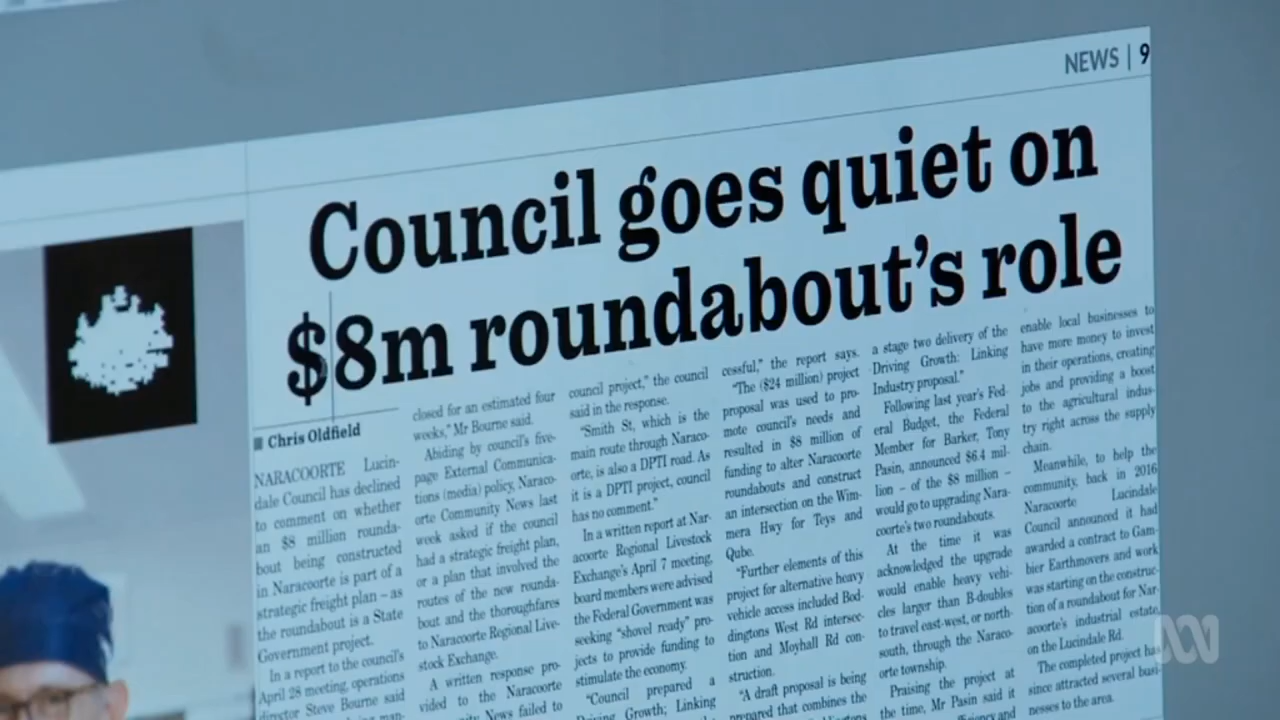 NEWS | 9
Council goes quiet on
$8m roundabout's role
Chris Oldfield
NARACOORTE Lucin-
dale Council has declined
to comment on whether
an $8 million rounda-
bout being constructed
in Naracoorte is part of a
strategic freight plan – as
the roundabout is a State
Government project.
In a report to the council's
April 28 meeting, operations
director Steve Bourne said
closed for an estimated four
weeks," Mr Bourne said.
Abiding by council's five-
page External Communica-
tions (media) policy, Narac-
oorte Community News last
week asked if the council
had a strategic freight plan,
or a plan that involved the
routes of the new rounda-
bout and the thoroughfares
to Naracoorte Regional Live-
stock Exchange.
A written response pro-
vided to the Naracoorte
News failed to
council project," the council
said in the response.
"Smith St, which is the
main route through Naraco-
orte, is also a DPTI road. As
it is a DPTI project, council
has no comment."
In a written report at Nar-
acoorte Regional Livestock
Exchange's April 7 meeting,
board members were advised
the Federal Government was
seeking "shovel ready" pro-
jects to provide funding to
stimulate the economy.
"Council prepared a
Driving Growth; Linking
cessful," the report says.
"The ($24 million) project
proposal was used to pro-
mote council's needs and
resulted in $8 million of
funding to alter Naracoorte
roundabouts and construct
an intersection on the Wim-
mera Hwy for Teys and
Qube.
"Further elements of this
project for alternative heavy
vehicle access included Bod-
dingtons West Rd intersec-
tion and Moyhall Rd con-
struction.
"A draft proposal is being
prepared that combines the
a stage two delivery of the
Driving Growth: Linking
Industry proposal."
Following last year's Fed-
eral Budget, the Federal
Member for Barker, Tony
Pasin, announced $6.4 mil-
lion – of the $8 million –
would go to upgrading Nara-
coorte's two roundabouts.
At the time it was
acknowledged the upgrade
would enable heavy vehi-
cles larger than B-doubles
to travel east-west, or north-
south, through the Naraco-
orte township.
Praising the project at
the time, Mr Pasin said it
enable local businesses to
have more money to invest
in their operations, creating
jobs and providing a boost
to the agricultural indus-
try right across the supply
chain.
Meanwhile, to help the
community, back in 2016
Naracoorte Lucindale
Council announced it had
awarded a contract to Gam-
bier Earthmovers and work
was starting on the construc-
tion of a roundabout for Nar-
acoorte's industrial estate
on the Lucindale Rd.
The completed project has
since attracted several busi-
nesses to the area.